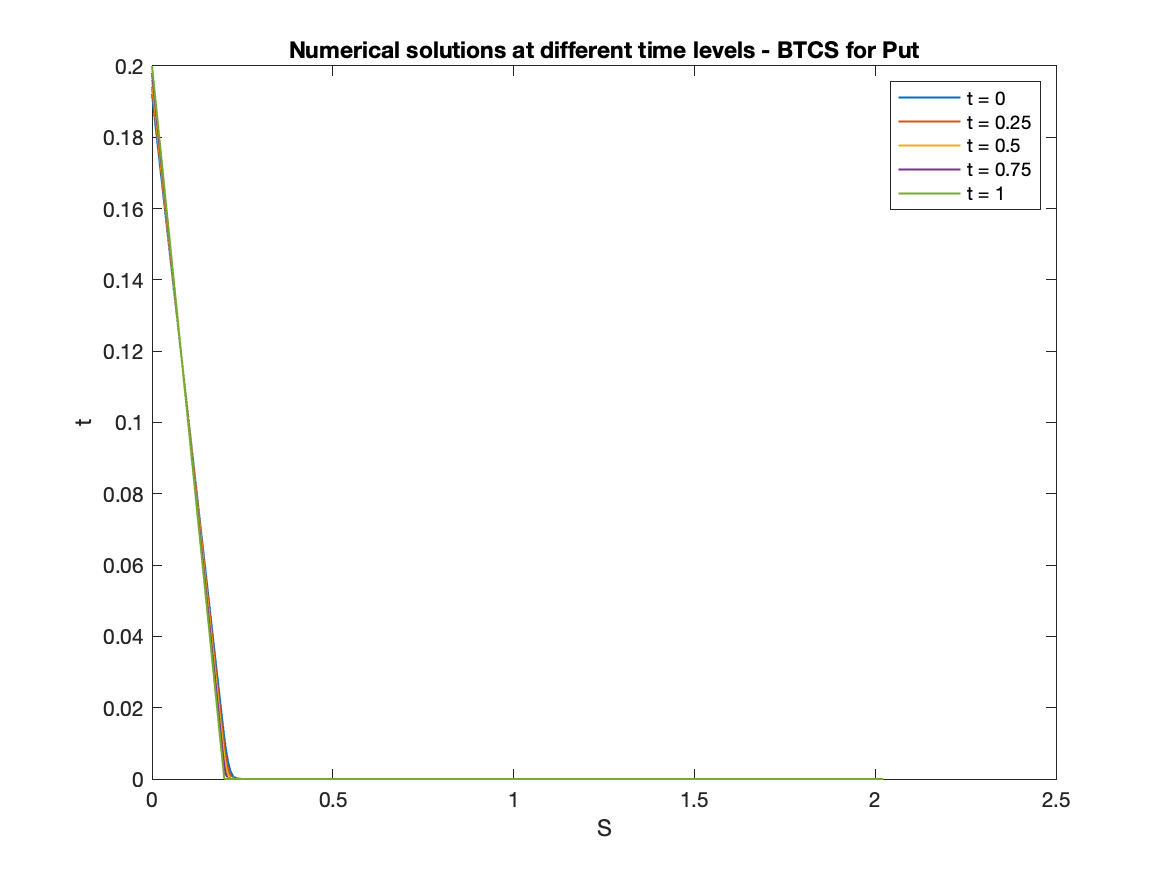 Numerical solutions at different time levels - BTCS for Put
t = 0
t = 0.25
t = 0.5
t = 0.75
t = 1
0.2
0.18
0.16
0.14
0.12
0.1
0.08
0.06
0.04
0.02
0
t
0
0.5
1
1.5
2
2.5
S